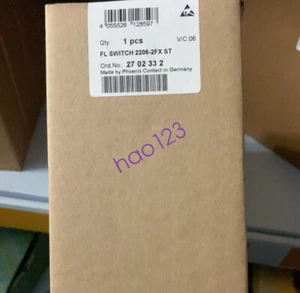 4 055626 128597
Qty.: 1 pcs V/C:06
FL SWITCH 2206-2FX ST
Ord No.: 27 02 33 2
Made by Phoenix Contact in Germany
hao123